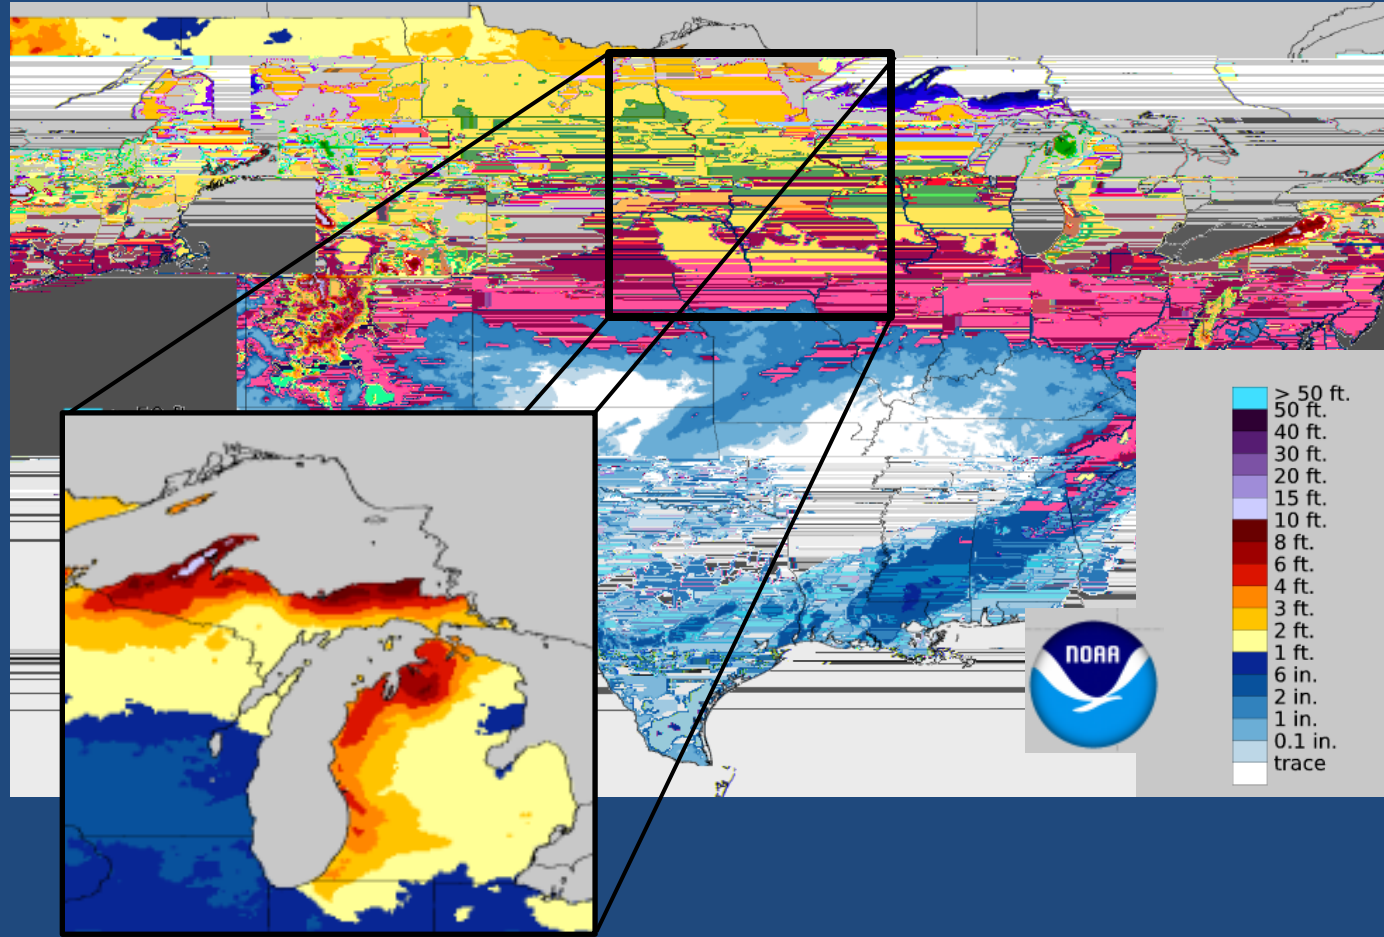 > 50 ft.
50 ft.
40 ft.
30 ft.
20 ft.
15 ft.
10 ft.
8 ft.
6 ft.
4 ft.
3 ft.
2 ft.
1 ft.
6 in.
2 in.
1 in.
0.1 in.
trace
NOAA